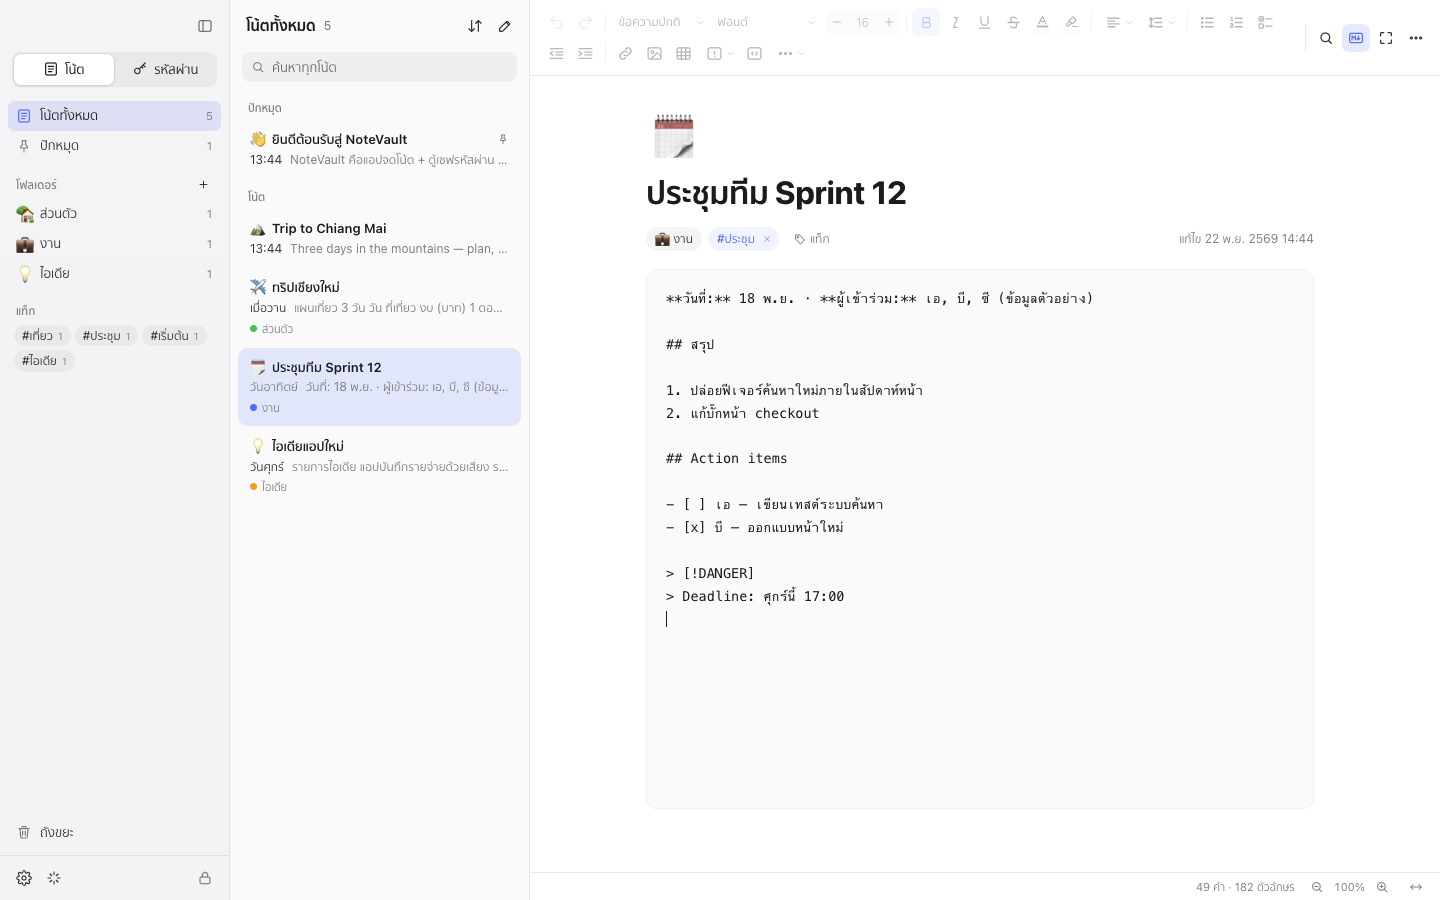 โน้ต
รหัสผ่าน
โน้ตทั้งหมด 5
ปักหมุด 1
โฟลเดอร์
ส่วนตัว 1
งาน 1
ไอเดีย 1
แท็ก
#เที่ยว 1 #ประชุม 1 #เริ่มต้น 1
#ไอเดีย 1
ถังขยะ
โน้ตทั้งหมด 5
ค้นหาทุกโน้ต
ปักหมุด
ยินดีต้อนรับสู่ NoteVault
13:44 NoteVault คือแอปจดโน้ต + ตู้เซฟรหัสผ่าน ...
โน้ต
Trip to Chiang Mai
13:44 Three days in the mountains — plan, ...
ทริปเชียงใหม่
เมื่อวาน แผนเที่ยว 3 วัน วัน ที่เที่ยว งบ (บาท) 1 ดอ...
ส่วนตัว
ประชุมทีม Sprint 12
วันอาทิตย์ วันที่: 18 พ.ย. · ผู้เข้าร่วม: เอ, บี, ซี (ข้อมู...
งาน
ไอเดียแอปใหม่
วันศุกร์ รายการไอเดีย แอปบันทึกรายจ่ายด้วยเสียง ร...
ไอเดีย
ข้อความปกติ ฟอนต์ 16 B I U S A
ประชุมทีม Sprint 12
งาน #ประชุม × แท็ก แก้ไข 22 พ.ย. 2569 14:44
**วันที่:** 18 พ.ย. · **ผู้เข้าร่วม:** เอ, บี, ซี (ข้อมูลตัวอย่าง)
## สรุป
1. ปล่อยฟีเจอร์ค้นหาใหม่ภายในสัปดาห์หน้า
2. แก้บั๊กหน้า checkout
## Action items
- [ ] เอ — เขียนเทสต์ระบบค้นหา
- [x] บี — ออกแบบหน้าใหม่
> [!DANGER]
> Deadline: ศุกร์นี้ 17:00
49 คำ · 182 ตัวอักษร 100%